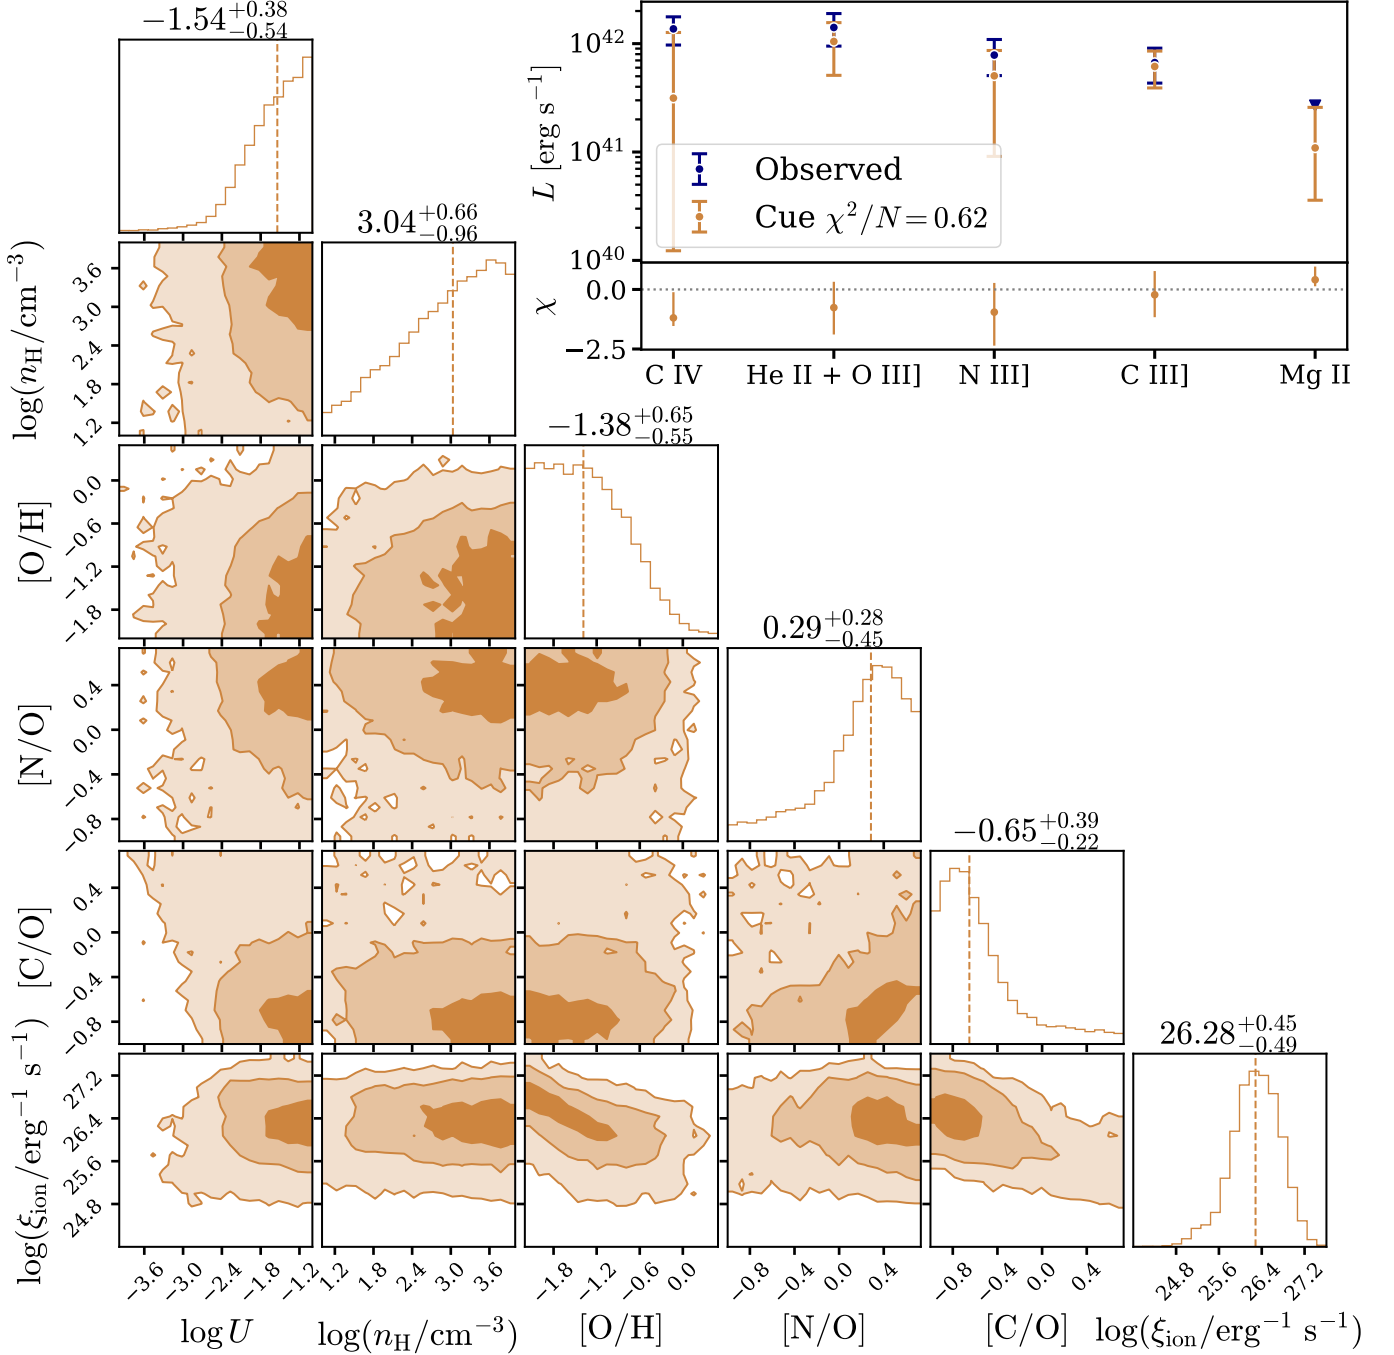 −1.54 +0.38 −0.54
10^42
10^41
10^40
L [erg s⁻¹]
Observed
Cue χ²/N = 0.62
0.0
−2.5
χ
C IV He II + O III] N III] C III] Mg II
3.04 +0.66 −0.96
3.6
3.0
2.4
1.8
1.2
log(n_H/cm⁻³)
−1.38 +0.65 −0.55
0.0
−0.6
−1.2
−1.8
[O/H]
0.29 +0.28 −0.45
0.4
0.0
−0.4
−0.8
[N/O]
−0.65 +0.39 −0.22
0.4
0.0
−0.4
−0.8
[C/O]
26.28 +0.45 −0.49
27.2
26.4
25.6
24.8
log(ξ_ion/erg⁻¹ s⁻¹)
−3.6 −3.0 −2.4 −1.8 −1.2 1.2 1.8 2.4 3.0 3.6 −1.8 −1.2 −0.6 0.0 −0.8 −0.4 0.0 0.4 −0.8 −0.4 0.0 0.4 24.8 25.6 26.4 27.2
log U log(n_H/cm⁻³) [O/H] [N/O] [C/O] log(ξ_ion/erg⁻¹ s⁻¹)